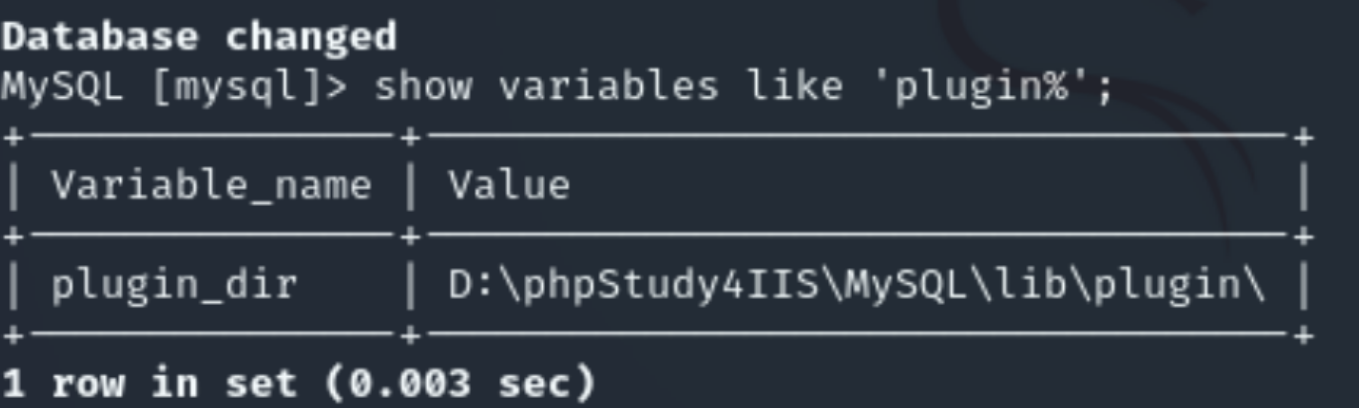 Database changed
MySQL [mysql]> show variables like 'plugin%';
| Variable_name | Value |
| plugin_dir | D:\phpStudy4IIS\MySQL\lib\plugin\ |
1 row in set (0.003 sec)